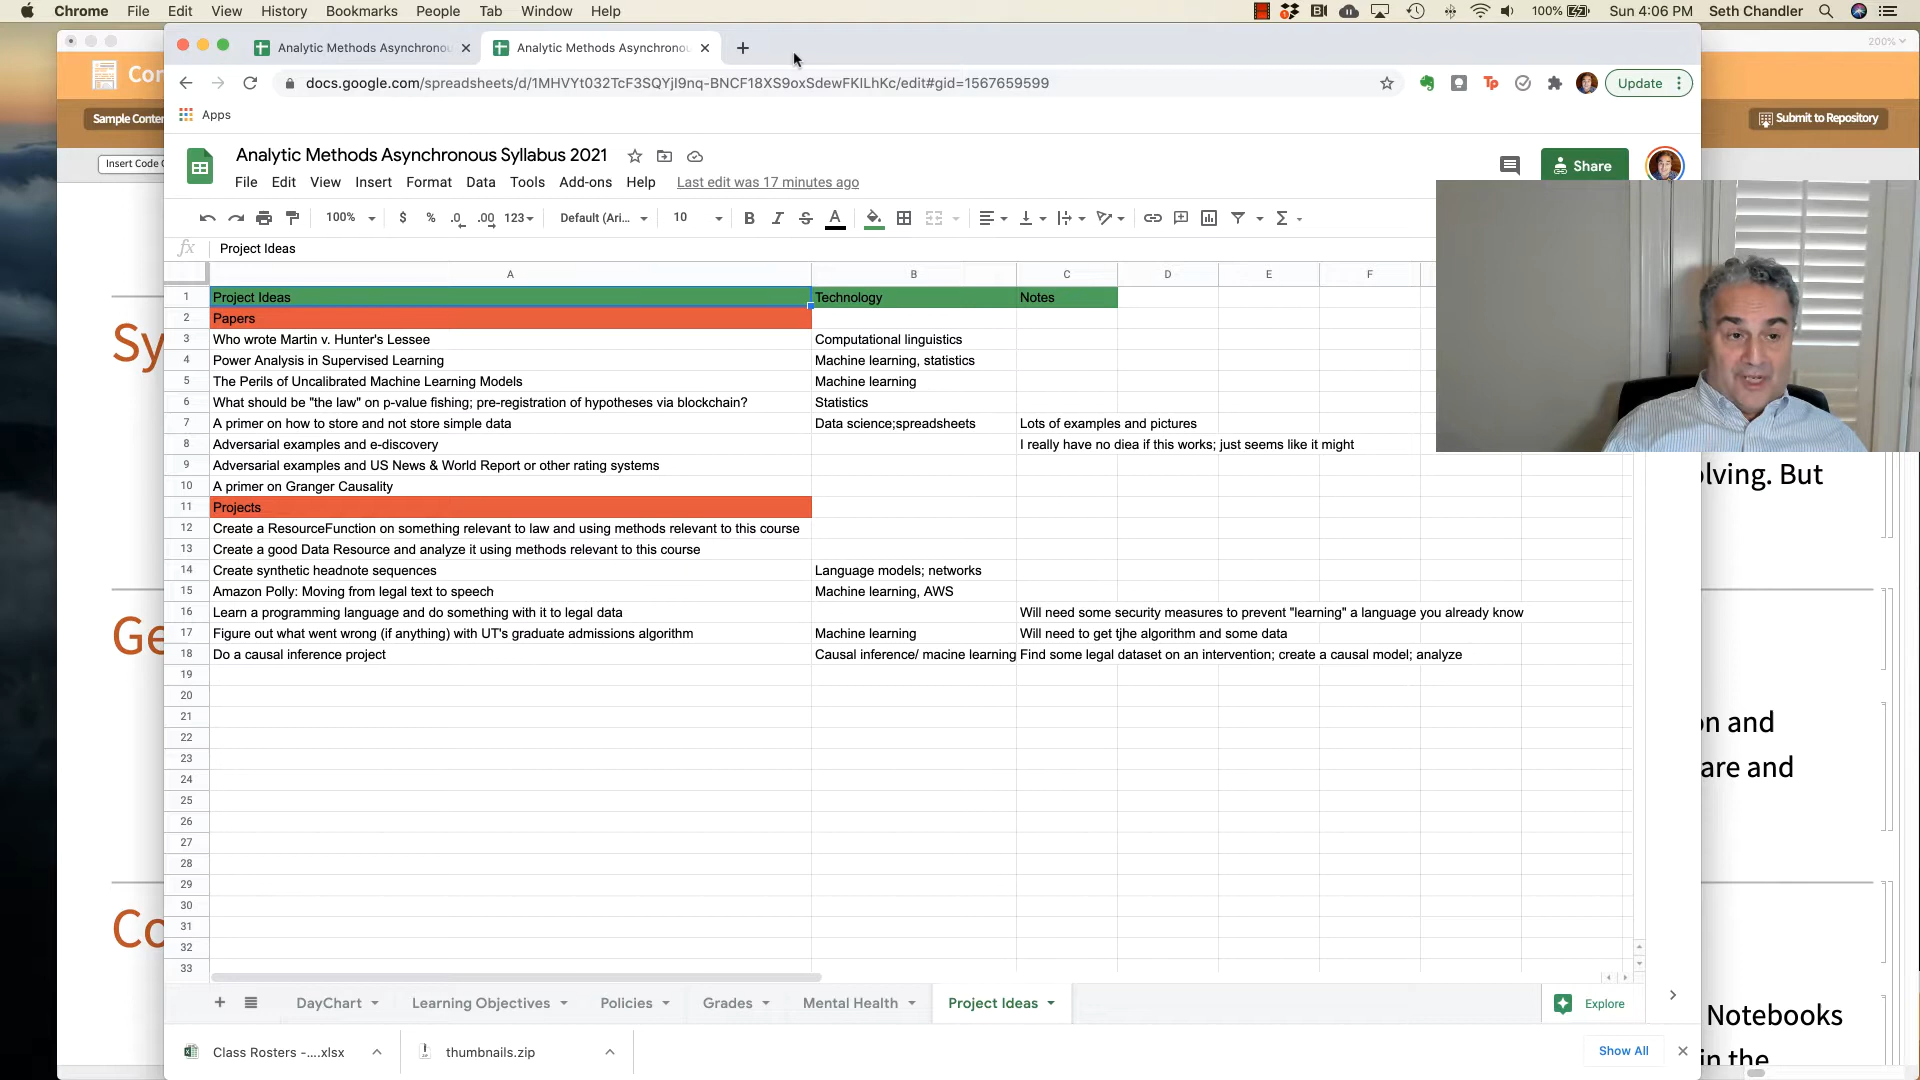 Chrome File Edit View History Bookmarks People Tab Window Help 100% Sun 4:06 PM Seth Chandler
200%
Analytic Methods Asynchronou Analytic Methods Asynchronou
docs.google.com/spreadsheets/d/1MHVYt032TcF3SQYjI9nq-BNCF18XS9oxSdewFKILhKc/edit#gid=1567659599 Update
Apps
Submit to Repository
Insert Code
Analytic Methods Asynchronous Syllabus 2021 Share
File Edit View Insert Format Data Tools Add-ons Help Last edit was 17 minutes ago
100% $ % .0 .00 123 Default (Ari... 10 B I S A
fx Project Ideas
A B C D E F
1 Project Ideas Technology Notes
2 Papers
3 Who wrote Martin v. Hunter's Lessee Computational linguistics
4 Power Analysis in Supervised Learning Machine learning, statistics
5 The Perils of Uncalibrated Machine Learning Models Machine learning
6 What should be "the law" on p-value fishing; pre-registration of hypotheses via blockchain? Statistics
7 A primer on how to store and not store simple data Data science;spreadsheets Lots of examples and pictures
8 Adversarial examples and e-discovery I really have no diea if this works; just seems like it might
9 Adversarial examples and US News & World Report or other rating systems
10 A primer on Granger Causality
11 Projects
12 Create a ResourceFunction on something relevant to law and using methods relevant to this course
13 Create a good Data Resource and analyze it using methods relevant to this course
14 Create synthetic headnote sequences Language models; networks
15 Amazon Polly: Moving from legal text to speech Machine learning, AWS
16 Learn a programming language and do something with it to legal data Will need some security measures to prevent "learning" a language you already know
17 Figure out what went wrong (if anything) with UT's graduate admissions algorithm Machine learning Will need to get tjhe algorithm and some data
18 Do a causal inference project Causal inference/ macine learning Find some legal dataset on an intervention; create a causal model; analyze
19
20
21
22
23
24
25
26
27
28
29
30
31
32
33
Sy
lving. But
Ge
on and
are and
Co
Notebooks
in the
DayChart Learning Objectives Policies Grades Mental Health Project Ideas Explore
Class Rosters -....xlsx thumbnails.zip Show All